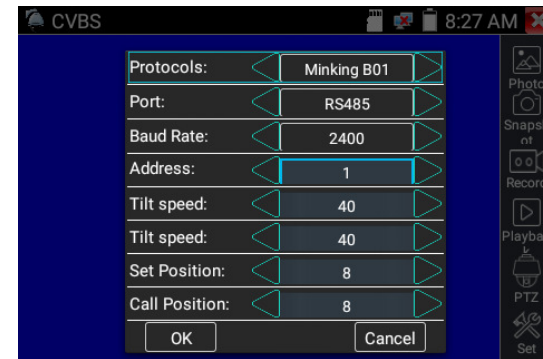 CVBS 8:27 AM
Protocols: Minking B01
Port: RS485
Baud Rate: 2400
Address: 1
Tilt speed: 40
Tilt speed: 40
Set Position: 8
Call Position: 8
OK Cancel
Photo
Snaps
ot
Record
Playba
k
PTZ
Set